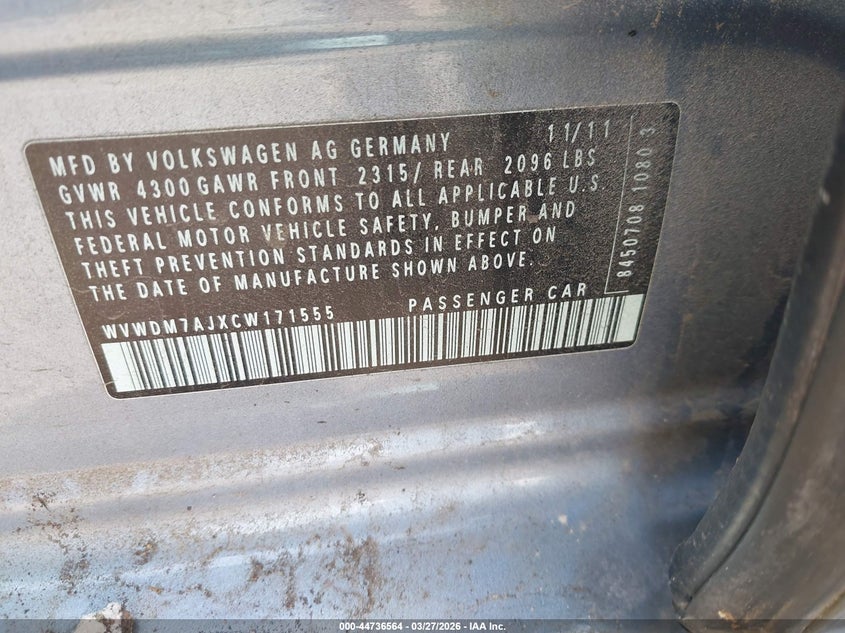 MFD BY VOLKSWAGEN AG GERMANY 11/11
GVWR 4300 GAWR FRONT 2315/ REAR 2096 LBS
THIS VEHICLE CONFORMS TO ALL APPLICABLE U.S.
FEDERAL MOTOR VEHICLE SAFETY, BUMPER AND
THEFT PREVENTION STANDARDS IN EFFECT ON
THE DATE OF MANUFACTURE SHOWN ABOVE.
WVWDM7AJXCW171555 PASSENGER CAR
8450708 10803
000-44736564 | 03/27/2026 - IAA Inc.